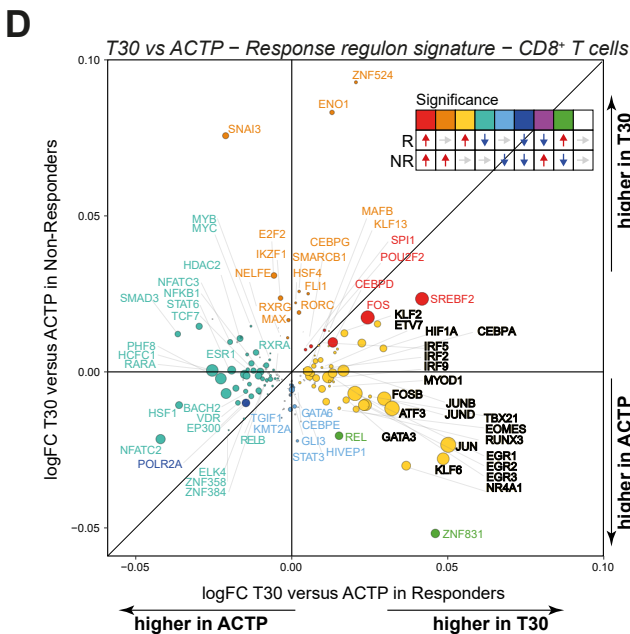 D
T30 vs ACTP – Response regulon signature – CD8+ T cells
0.10
ZNF524
ENO1
SNAI3
Significance
R
NR
higher in T30
0.05
MYB
MYC
MAFB
KLF13
E2F2
CEBPG
SPI1
IKZF1
SMARCB1
POU2F2
HDAC2
NELFE
HSF4
NFATC3
FLI1
CEBPD
SMAD3
NFKB1
RXRG
RORC
FOS
SREBF2
STAT6
MAX
KLF2
TCF7
ETV7
HIF1A
CEBPA
PHF8
RXRA
IRF5
HCFC1
ESR1
IRF2
RARA
IRF9
0.00
MYOD1
FOSB
JUNB
HSF1
BACH2
TGIF1
GATA6
ATF3
JUND
VDR
KMT2A
CEBPE
TBX21
EP300
RELB
GLI3
REL
GATA3
EOMES
NFATC2
HIVEP1
JUN
RUNX3
POLR2A
STAT3
EGR1
ELK4
KLF6
EGR2
ZNF358
EGR3
ZNF384
NR4A1
−0.05
ZNF831
higher in ACTP
logFC T30 versus ACTP in Non-Responders
−0.05
0.00
0.05
0.10
logFC T30 versus ACTP in Responders
higher in ACTP
higher in T30